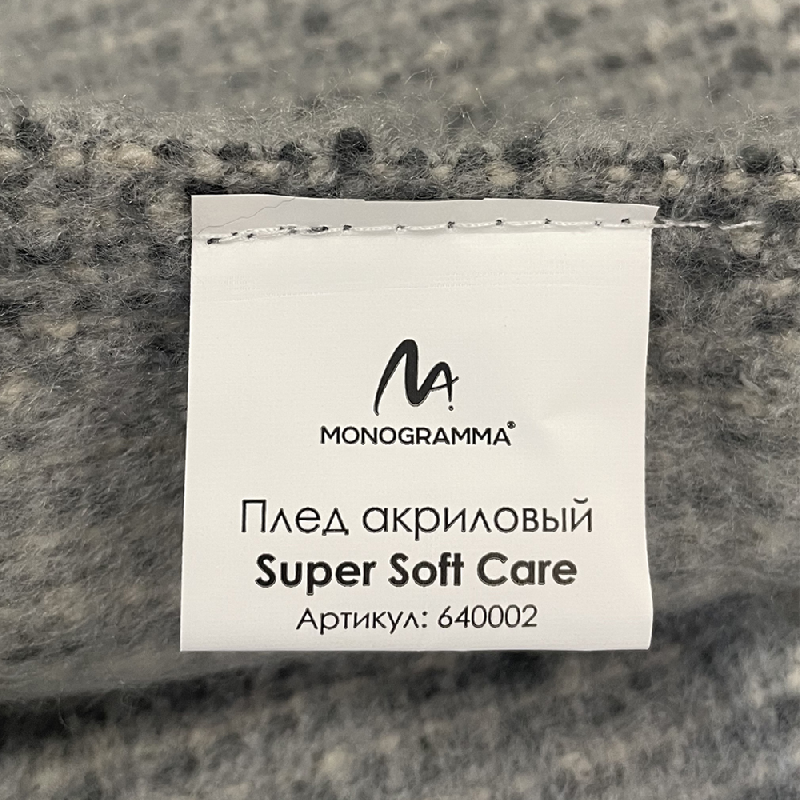 MONOGRAMMA®
Плед акриловый
Super Soft Care
Артикул: 640002